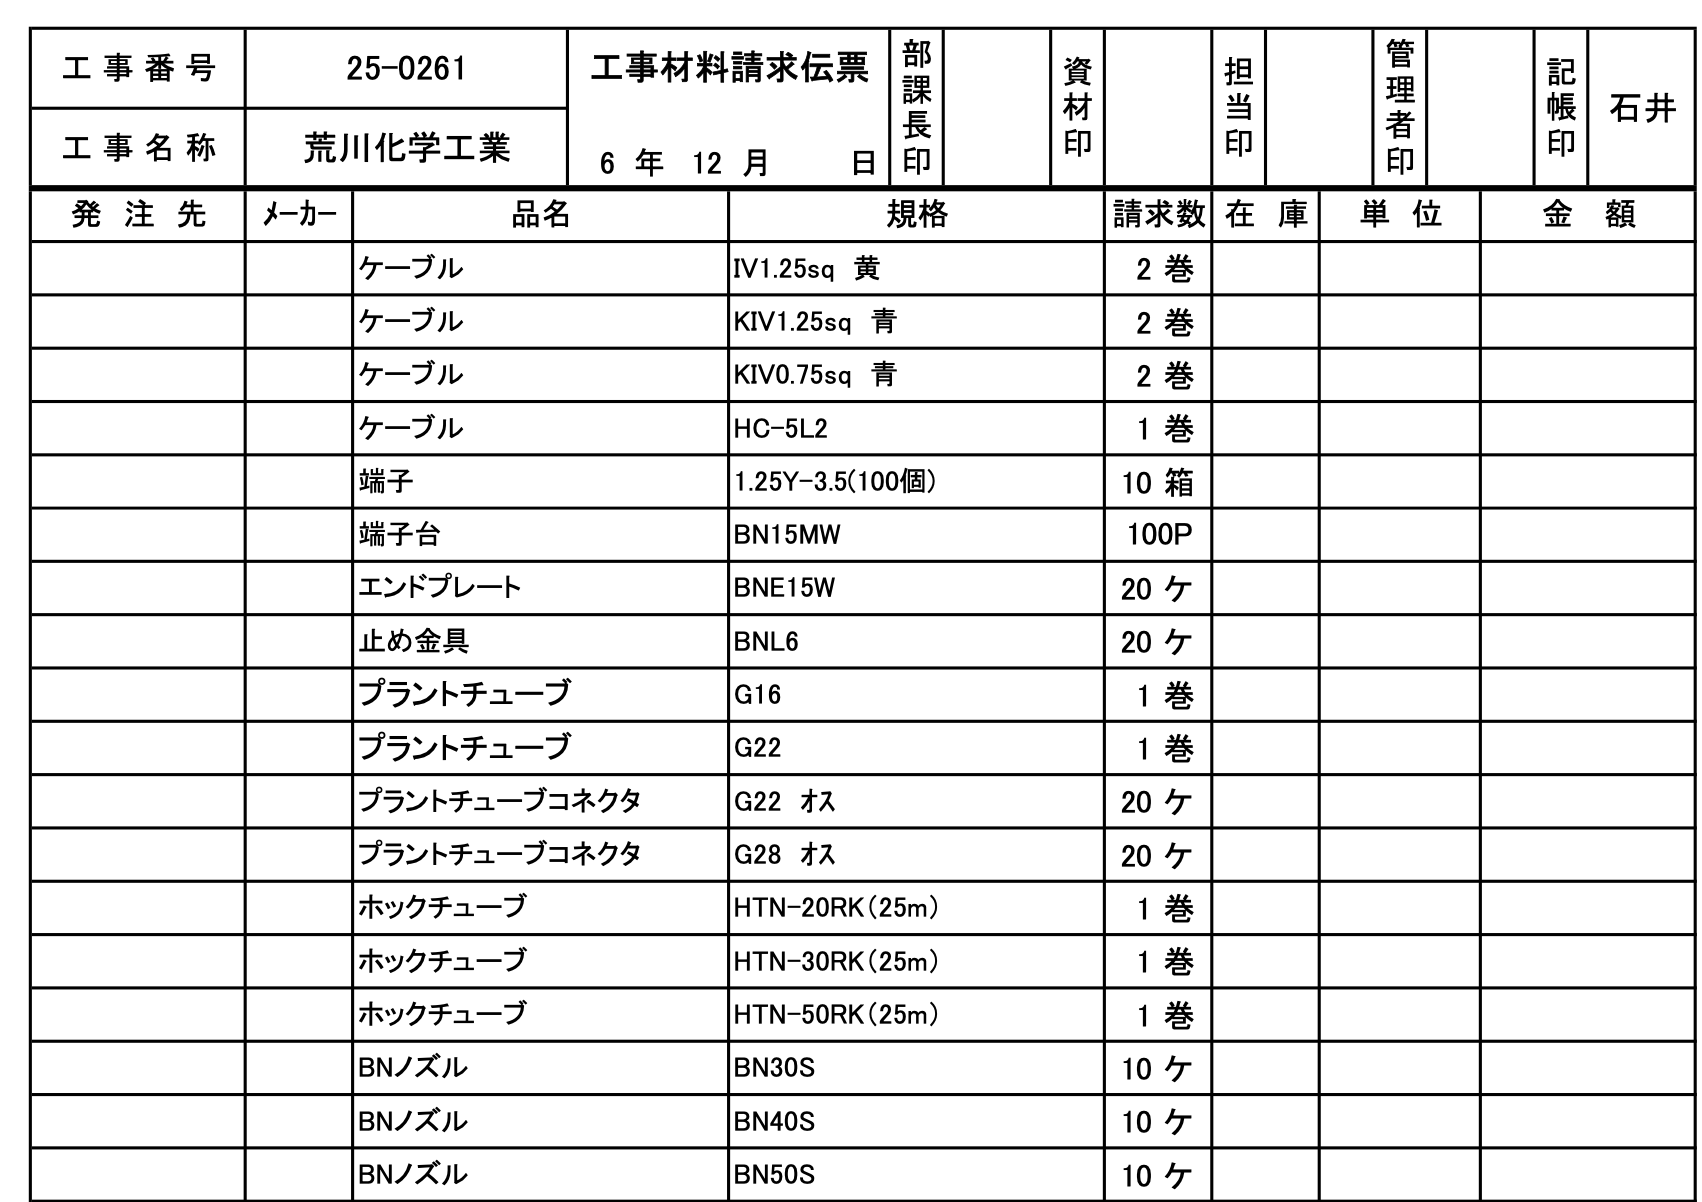 工事番号 25-0261 工事材料請求伝票 部課長印 資材印 担当印 管理者印 記帳印 石井
工事名称 荒川化学工業 6 年 12 月 日
発注先 ﾒｰｶｰ 品名 規格 請求数 在庫 単位 金額
ケーブル IV1.25sq 黄 2 巻
ケーブル KIV1.25sq 青 2 巻
ケーブル KIV0.75sq 青 2 巻
ケーブル HC-5L2 1 巻
端子 1.25Y-3.5(100個) 10 箱
端子台 BN15MW 100P
エンドプレート BNE15W 20 ケ
止め金具 BNL6 20 ケ
プラントチューブ G16 1 巻
プラントチューブ G22 1 巻
プラントチューブコネクタ G22 ｵｽ 20 ケ
プラントチューブコネクタ G28 ｵｽ 20 ケ
ホックチューブ HTN-20RK（25m） 1 巻
ホックチューブ HTN-30RK（25m） 1 巻
ホックチューブ HTN-50RK（25m） 1 巻
BNノズル BN30S 10 ケ
BNノズル BN40S 10 ケ
BNノズル BN50S 10 ケ